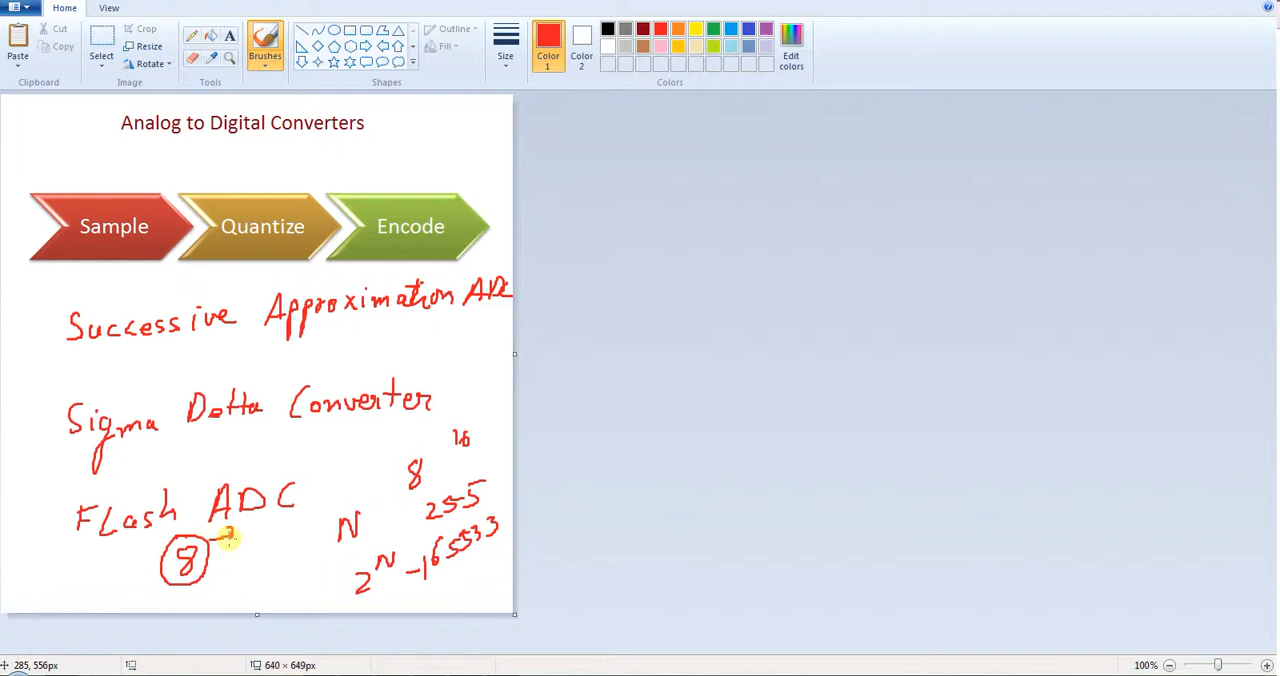 Home View
Paste
Cut
Copy
Clipboard
Select
Crop
Resize
Rotate
Image
A
Tools
Brushes
Outline
Fill
Shapes
Size
Color 1
Color 2
Edit colors
Colors
Analog to Digital Converters
Sample Quantize Encode
Successive Approximation ADC
Sigma Delta Converter
16
8
255
Flash ADC
N
65533
2^N -1
8
285, 556px
640 × 649px
100%